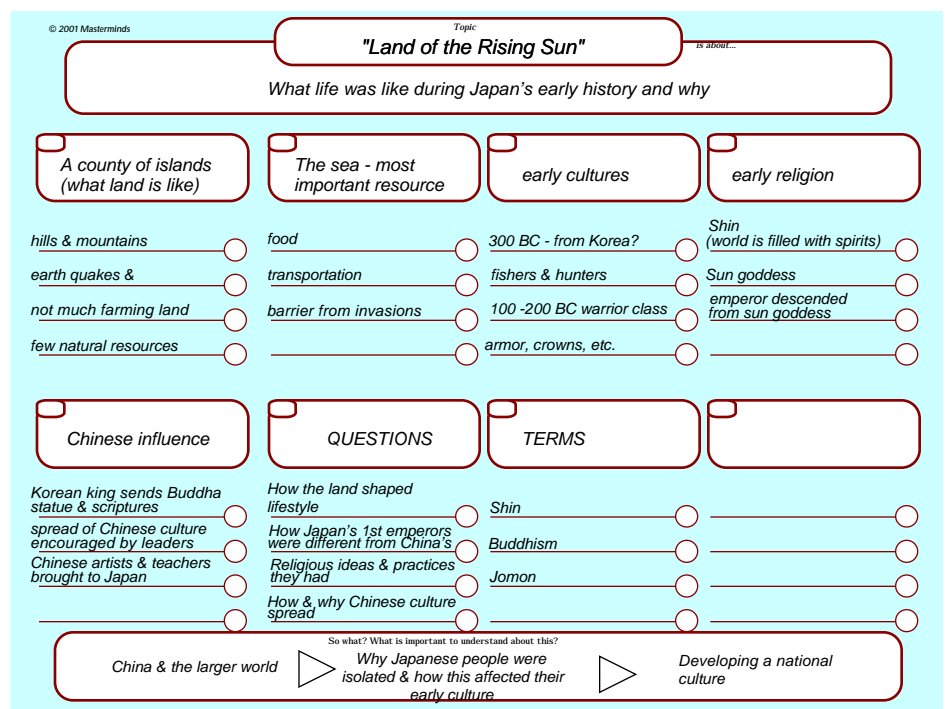 © 2001 Masterminds
Topic
"Land of the Rising Sun"
is about...
What life was like during Japan's early history and why
A county of islands
(what land is like)
The sea - most
important resource
early cultures
early religion
hills & mountains
earth quakes &
not much farming land
few natural resources
food
transportation
barrier from invasions
300 BC - from Korea?
fishers & hunters
100 -200 BC warrior class
armor, crowns, etc.
Shin
(world is filled with spirits)
Sun goddess
emperor descended
from sun goddess
Chinese influence
QUESTIONS
TERMS
Korean king sends Buddha
statue & scriptures
spread of Chinese culture
encouraged by leaders
Chinese artists & teachers
brought to Japan
How the land shaped
lifestyle
How Japan's 1st emperors
were different from China's
Religious ideas & practices
they had
How & why Chinese culture
spread
Shin
Buddhism
Jomon
So what? What is important to understand about this?
China & the larger world
Why Japanese people were
isolated & how this affected their
early culture
Developing a national
culture